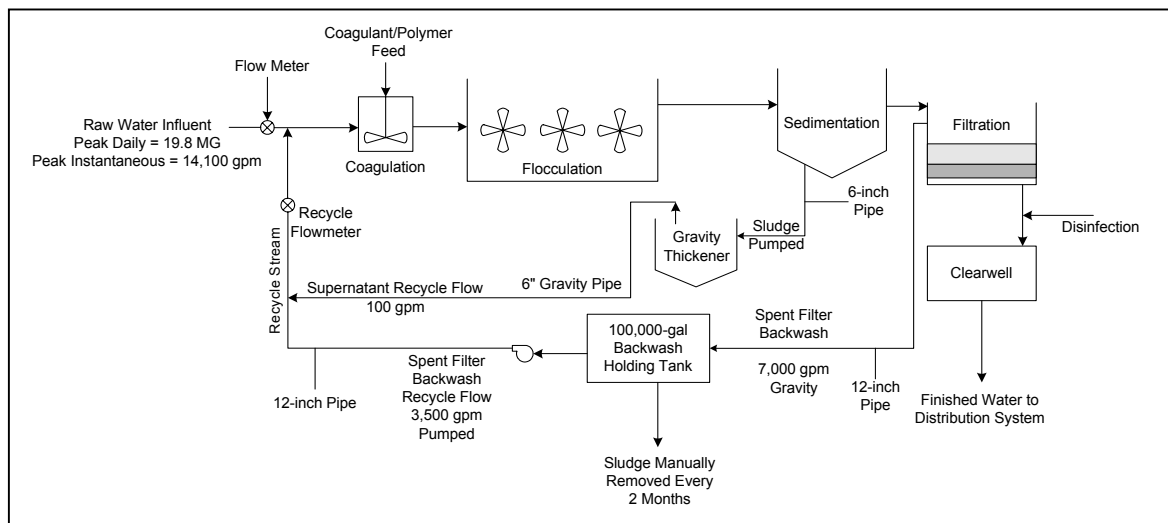 Coagulant/Polymer
Feed
Flow Meter
Raw Water Influent
Peak Daily = 19.8 MG
Peak Instantaneous = 14,100 gpm
Coagulation
Flocculation
Sedimentation
Filtration
6-inch
Pipe
Sludge
Pumped
Gravity
Thickener
Disinfection
Clearwell
Recycle
Flowmeter
Recycle Stream
Supernatant Recycle Flow
100 gpm
6" Gravity Pipe
100,000-gal
Backwash
Holding Tank
Spent Filter
Backwash
7,000 gpm
Gravity
12-inch
Pipe
Finished Water to
Distribution System
12-inch Pipe
Spent Filter
Backwash
Recycle Flow
3,500 gpm
Pumped
Sludge Manually
Removed Every
2 Months